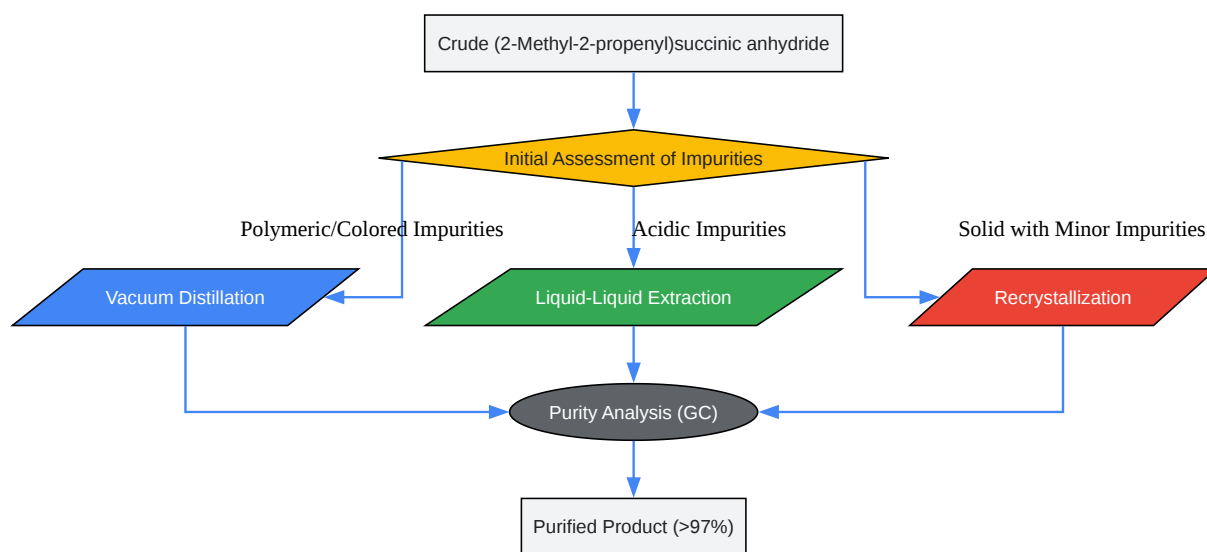 Crude (2-Methyl-2-propenyl)succinic anhydride
Initial Assessment of Impurities
Polymeric/Colored Impurities
Acidic Impurities
Solid with Minor Impurities
Vacuum Distillation
Liquid-Liquid Extraction
Recrystallization
Purity Analysis (GC)
Purified Product (>97%)